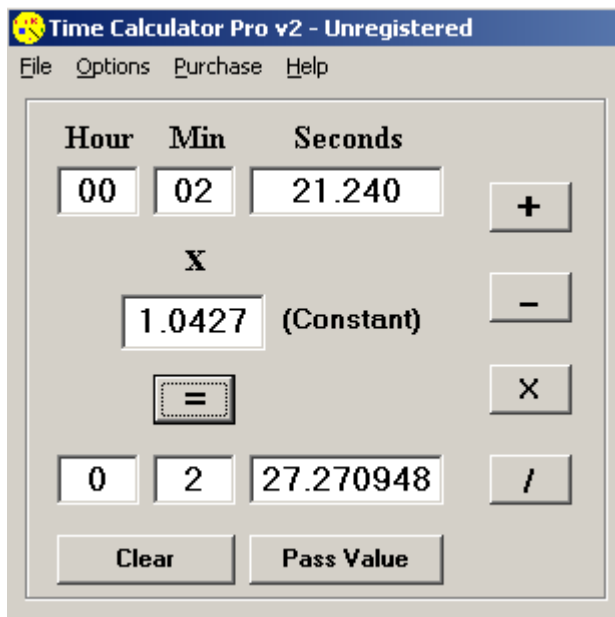 Time Calculator Pro v2 - Unregistered
File Options Purchase Help
Hour Min Seconds
00 02 21.240 +
X
1.0427 (Constant) -
= X
0 2 27.270948 /
Clear Pass Value